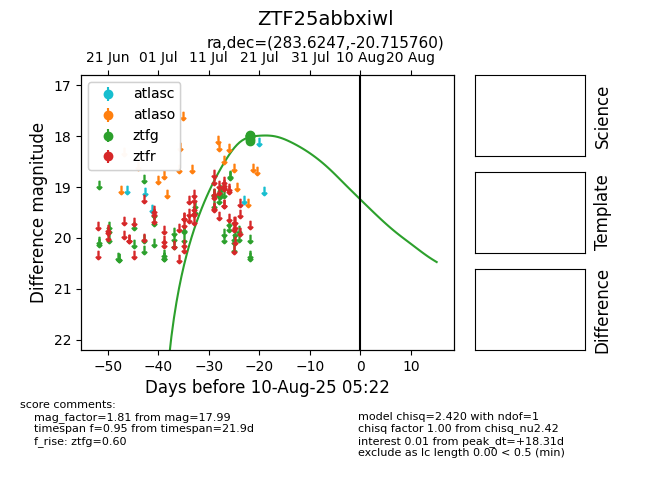 ZTF25abbxiwl
ra,dec=(283.6247,-20.715760)
21 Jun 01 Jul 11 Jul 21 Jul 31 Jul 10 Aug 20 Aug
17
18
19
20
21
22
Difference magnitude
atlasc
atlaso
ztfg
ztfr
Science
Template
Difference
−50 −40 −30 −20 −10 0 10
Days before 10-Aug-25 05:22
score comments:
mag_factor=1.81 from mag=17.99
timespan f=0.95 from timespan=21.9d
f_rise: ztfg=0.60
model chisq=2.420 with ndof=1
chisq factor 1.00 from chisq_nu2.42
interest 0.01 from peak_dt=+18.31d
exclude as lc length 0.00 < 0.5 (min)